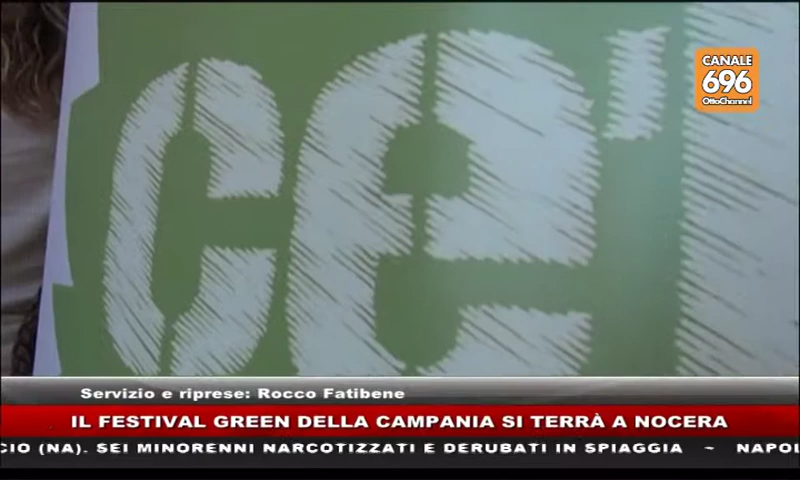 ce'
CANALE
696
OttoChannel
Servizio e riprese: Rocco Fatibene
IL FESTIVAL GREEN DELLA CAMPANIA SI TERRÀ A NOCERA
CIO (NA). SEI MINORENNI NARCOTIZZATI E DERUBATI IN SPIAGGIA ~ NAPOL